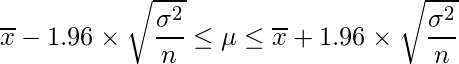 x̅ − 1.96 × √(σ²/n) ≤ μ ≤ x̅ + 1.96 × √(σ²/n)